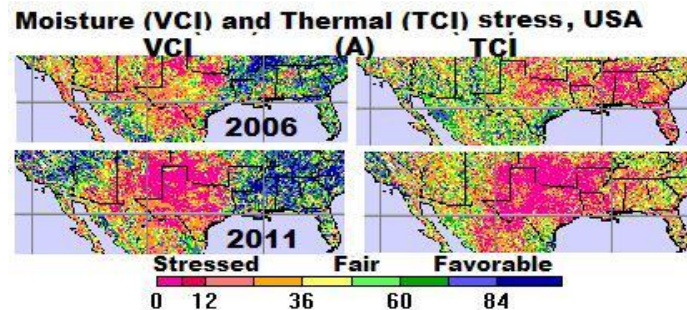 Moisture (VCI) and Thermal (TCI) stress, USA
VCI (A) TCI
2006
2011
Stressed Fair Favorable
0 12 36 60 84